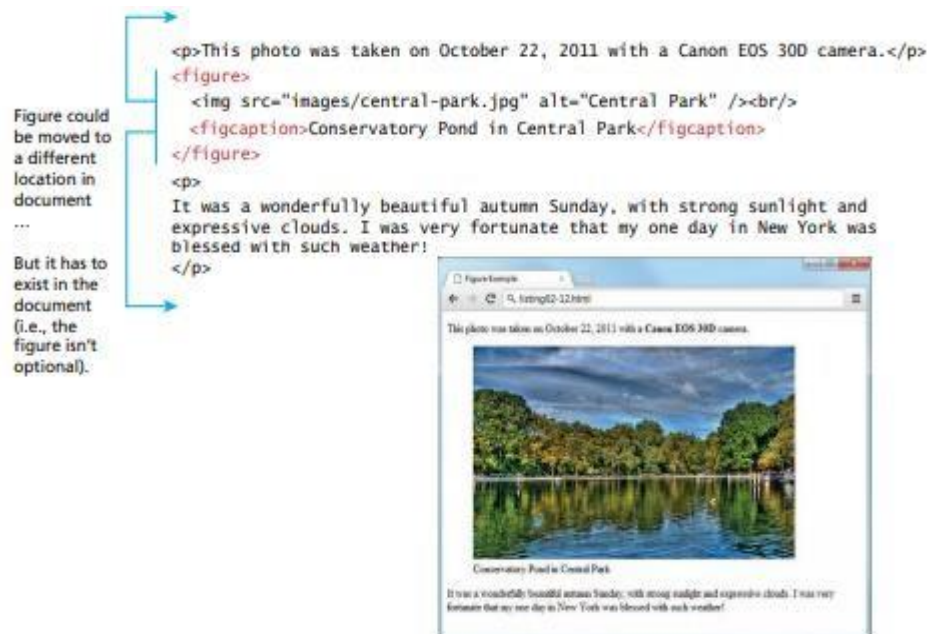 <p>This photo was taken on October 22, 2011 with a Canon EOS 30D camera.</p>
<figure>
<img src="images/central-park.jpg" alt="Central Park" /><br/>
<figcaption>Conservatory Pond in Central Park</figcaption>
</figure>
<p>
It was a wonderfully beautiful autumn Sunday, with strong sunlight and
expressive clouds. I was very fortunate that my one day in New York was
blessed with such weather!
</p>
Figure could
be moved to
a different
location in
document
...
But it has to
exist in the
document
(i.e., the
figure isn't
optional).
Figure Example
listing02-12.html
This photo was taken on October 22, 2011 with a Canon EOS 30D camera.
Conservatory Pond in Central Park
It was a wonderfully beautiful autumn Sunday, with strong sunlight and expressive clouds. I was very
fortunate that my one day in New York was blessed with such weather!